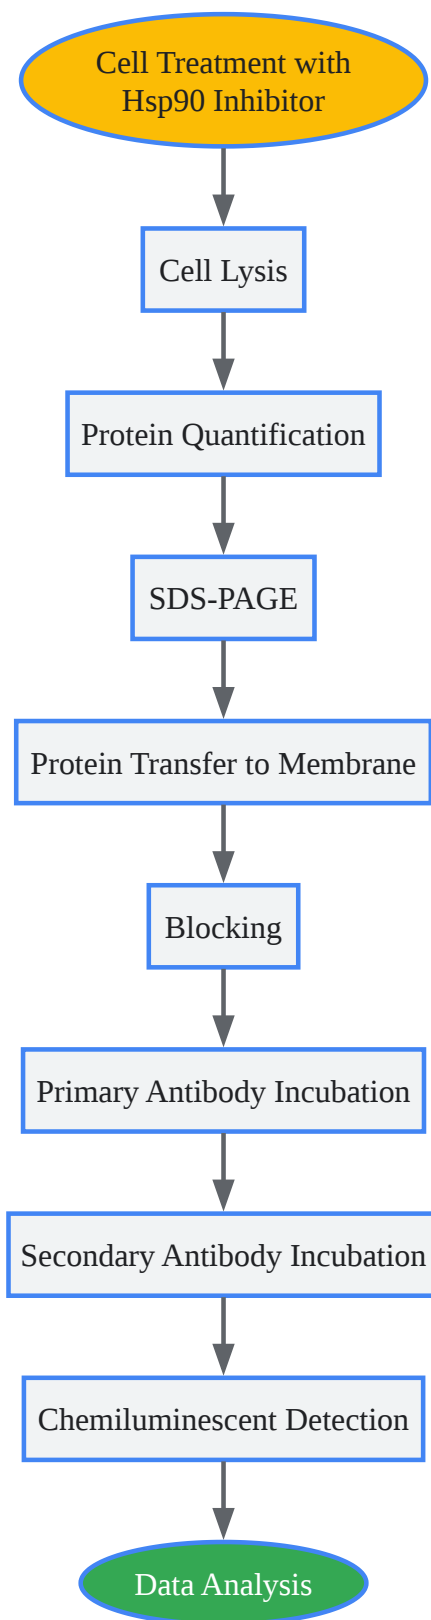 Cell Treatment with
Hsp90 Inhibitor
Cell Lysis
Protein Quantification
SDS-PAGE
Protein Transfer to Membrane
Blocking
Primary Antibody Incubation
Secondary Antibody Incubation
Chemiluminescent Detection
Data Analysis